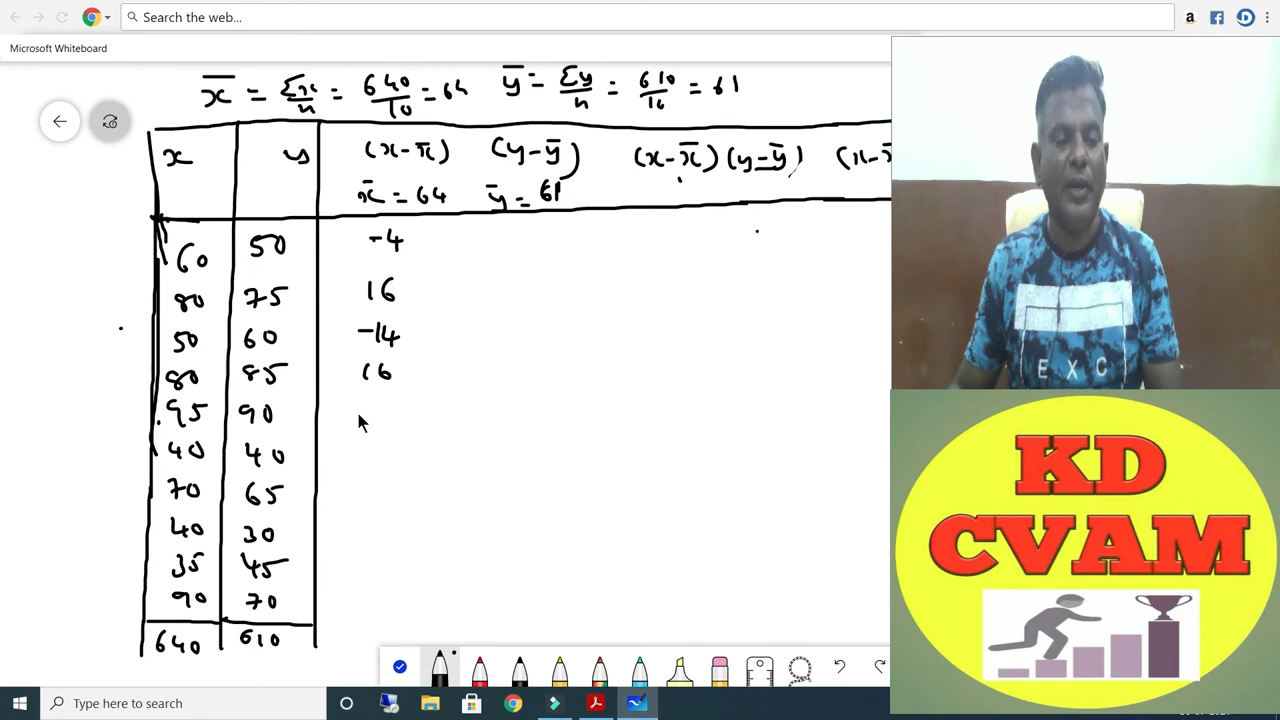 Search the web...
Microsoft Whiteboard
x̄ = Σx/n = 640/10 = 64 ȳ = Σy/n = 610/10 = 61
x y (x-x̄) (y-ȳ) (x-x̄)(y-ȳ) (x-x̄
x̄ = 64 ȳ = 61
60 50 -4
80 75 16
50 60 -14
80 85 16
95 90
40 40
70 65
40 30
35 45
90 70
640 610
EXC
KD
CVAM
Type here to search